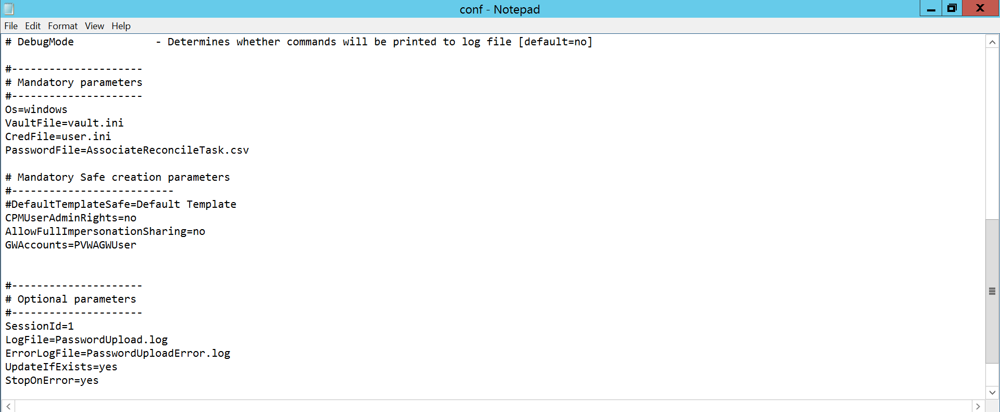 conf - Notepad
File Edit Format View Help
# DebugMode             - Determines whether commands will be printed to log file [default=no]
#---------------------
# Mandatory parameters
#---------------------
Os=windows
VaultFile=vault.ini
CredFile=user.ini
PasswordFile=AssociateReconcileTask.csv
# Mandatory Safe creation parameters
#--------------------------
#DefaultTemplateSafe=Default Template
CPMUserAdminRights=no
AllowFullImpersonationSharing=no
GWAccounts=PVWAGWUser
#---------------------
# Optional parameters
#---------------------
SessionId=1
LogFile=PasswordUpload.log
ErrorLogFile=PasswordUploadError.log
UpdateIfExists=yes
StopOnError=yes